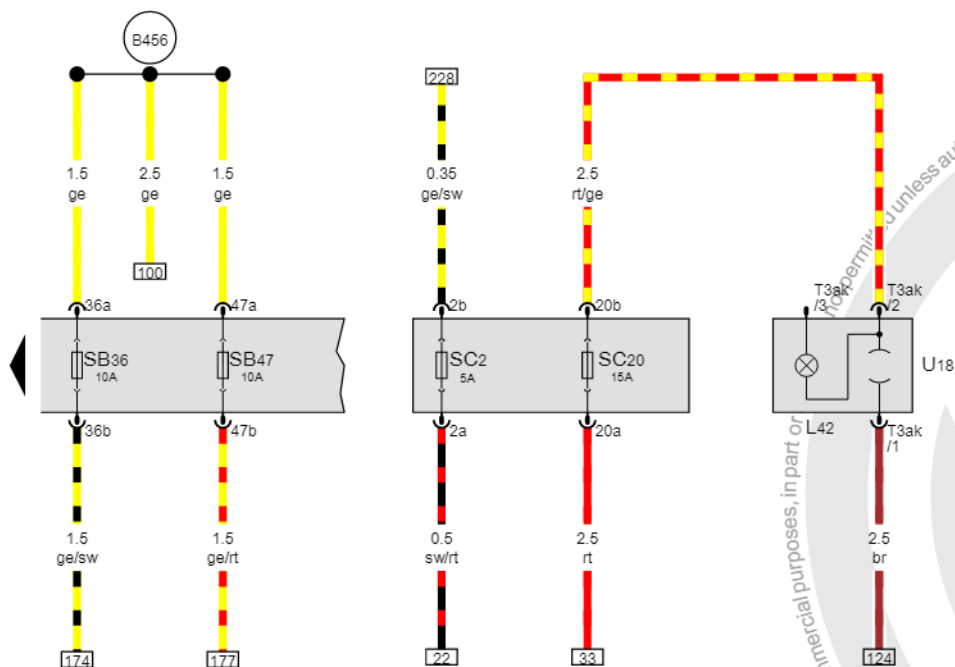 B456
228
1.5
ge
2.5
ge
1.5
ge
0.35
ge/sw
2.5
rt/ge
100
36a
47a
2b
20b
T3ak
/3
T3ak
/2
SB36
10A
SB47
10A
SC2
5A
SC20
15A
U18
L42
36b
47b
2a
20a
T3ak
/1
1.5
ge/sw
1.5
ge/rt
0.5
sw/rt
2.5
rt
2.5
br
174
177
22
33
124
not permitted unless
mmercial purposes, in part or